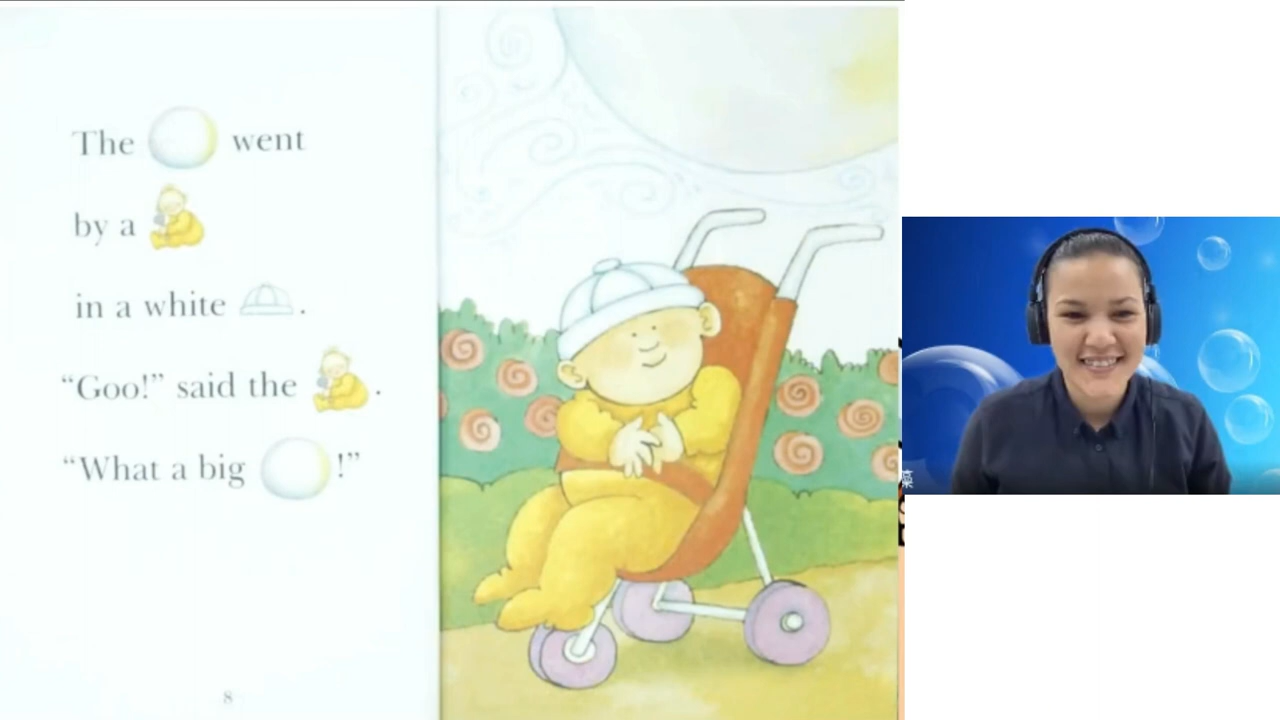 The went
by a
in a white .
“Goo!” said the .
“What a big !”
8